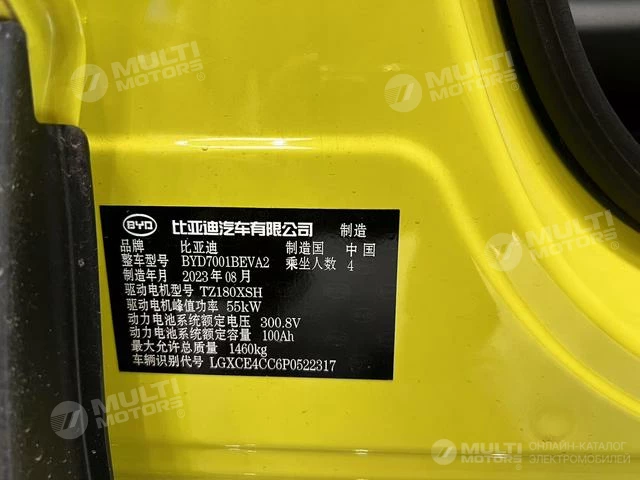 MULTI MOTORS®
MULTI MOTORS®
BYD 比亚迪汽车有限公司 制造
品牌 比亚迪 制造国 中国
整车型号 BYD7001BEVA2 乘坐人数 4
制造年月 2023年08月
驱动电机型号 TZ180XSH
驱动电机峰值功率 55kW
动力电池系统额定电压 300.8V
动力电池系统额定容量 100Ah
最大允许总质量 1460kg
车辆识别代号 LGXCE4CC6P0522317
MULTI MOTORS®
MULTI MOTORS®
ОНЛАЙН-КАТАЛОГ
ЭЛЕКТРОМОБИЛЕЙ